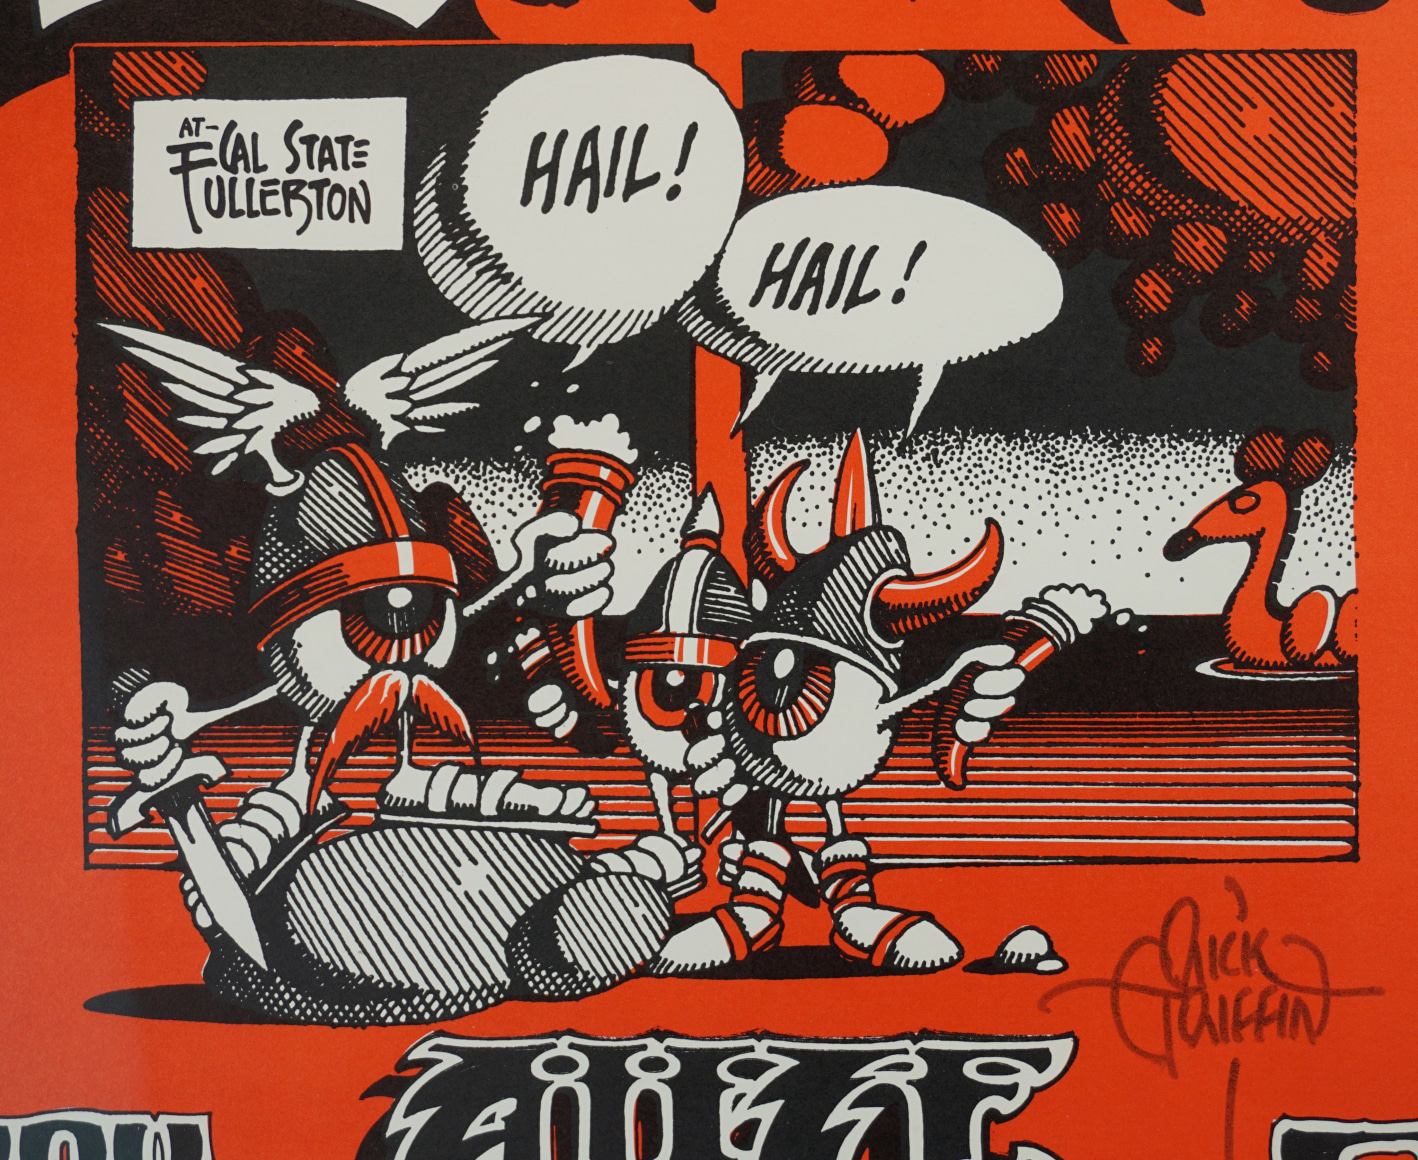 AT-
CAL STATE
FULLERTON
HAIL!
HAIL!
RICK
GRIFFIN